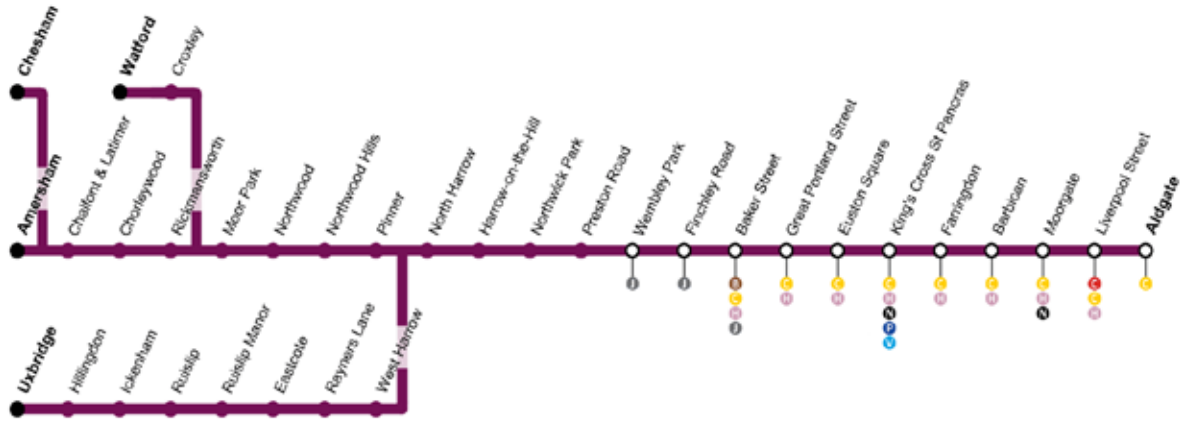 Chesham
Watford
Croxley
Amersham
Chalfont & Latimer
Chorleywood
Rickmansworth
Moor Park
Northwood
Northwood Hills
Pinner
North Harrow
Harrow-on-the-Hill
Northwick Park
Preston Road
Wembley Park
Finchley Road
Baker Street
Great Portland Street
Euston Square
King's Cross St Pancras
Farringdon
Barbican
Moorgate
Liverpool Street
Aldgate
J
J
B
C
H
J
C
H
C
H
C
H
N
P
V
C
H
C
H
C
H
N
C
C
H
C
Uxbridge
Hillingdon
Ickenham
Ruislip
Ruislip Manor
Eastcote
Rayners Lane
West Harrow